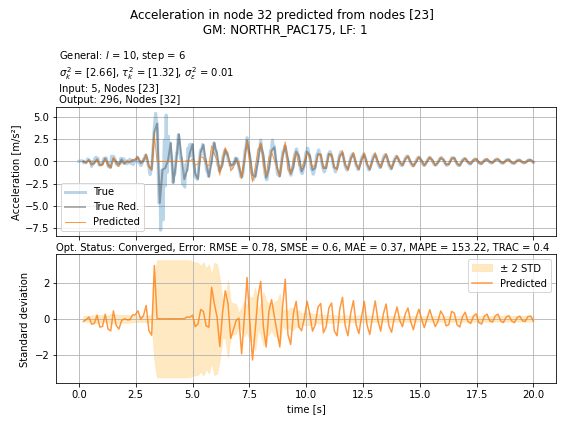 Acceleration in node 32 predicted from nodes [23]
GM: NORTHR_PAC175, LF: 1
General: l = 10, step = 6
σ²ₖ = [2.66], τ²ₖ = [1.32], σ²ε = 0.01
Input: 5, Nodes [23]
Output: 296, Nodes [32]
Acceleration [m/s²]
5.0
2.5
0.0
−2.5
−5.0
−7.5
True
True Red.
Predicted
Opt. Status: Converged, Error: RMSE = 0.78, SMSE = 0.6, MAE = 0.37, MAPE = 153.22, TRAC = 0.4
Standard deviation
2
0
−2
± 2 STD
Predicted
0.0 2.5 5.0 7.5 10.0 12.5 15.0 17.5 20.0
time [s]